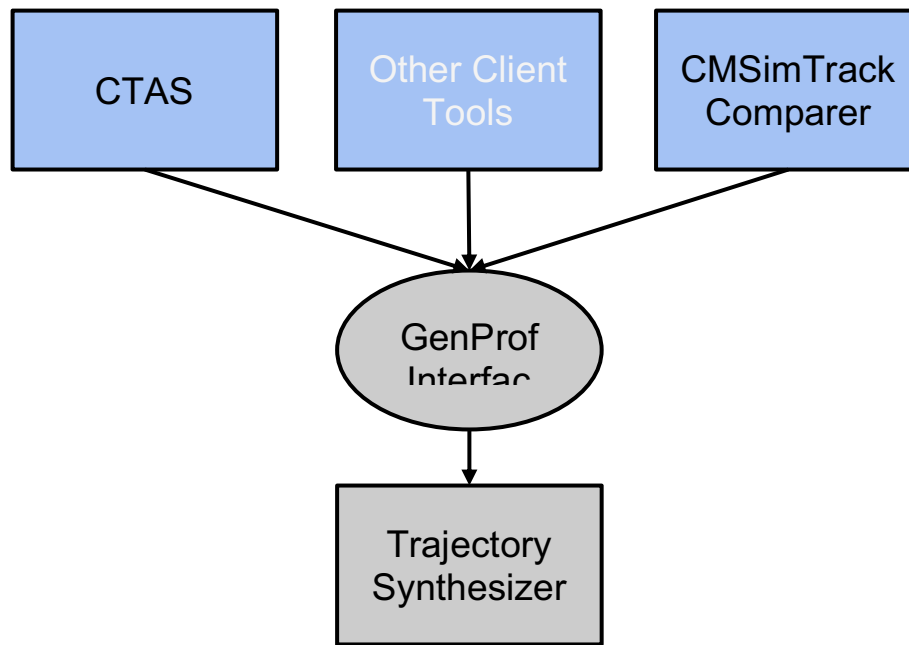 CTAS
Other Client
Tools
CMSimTrack
Comparer
GenProf
Interfac
Trajectory
Synthesizer